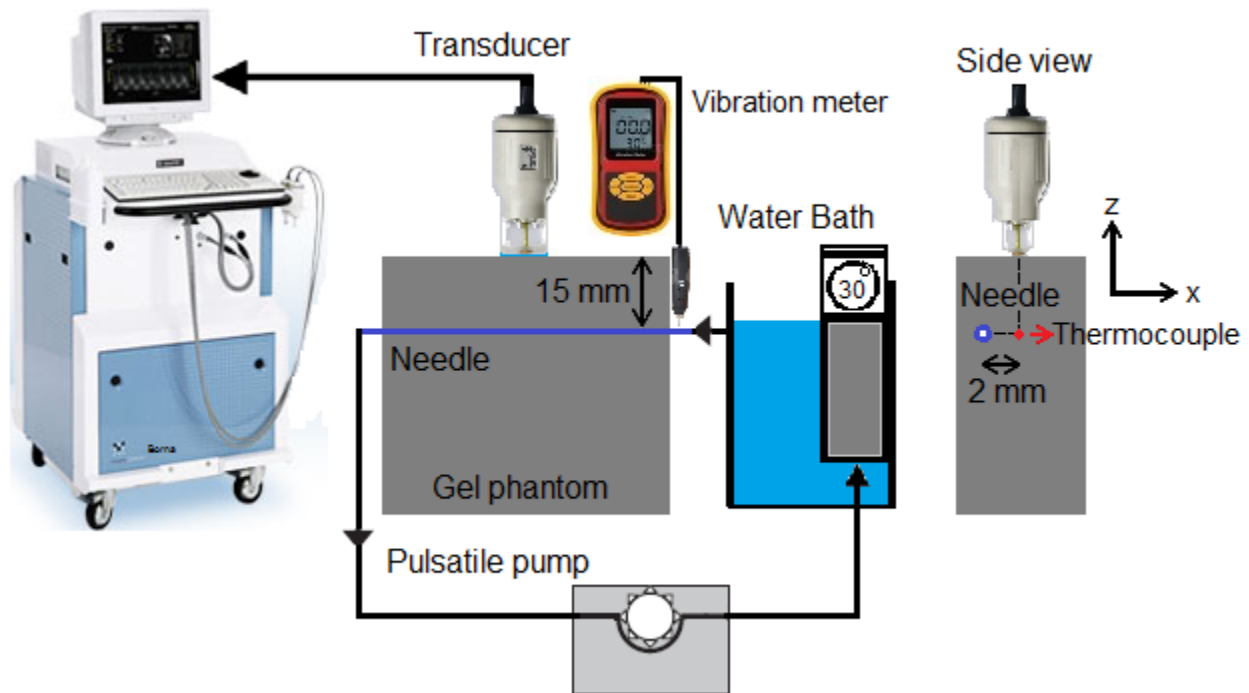 Transducer
Side view
Vibration meter
Water Bath
z
15 mm
30°
Needle
x
Thermocouple
Needle
2 mm
Gel phantom
Pulsatile pump